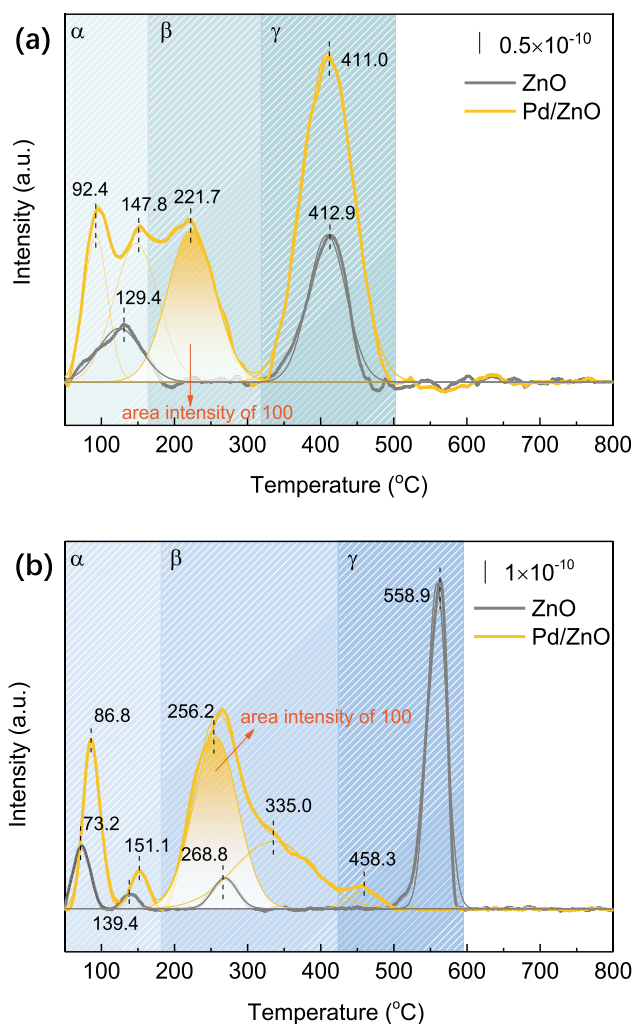 (a)
α
β
γ
0.5×10⁻¹⁰
ZnO
Pd/ZnO
411.0
92.4
147.8
221.7
412.9
129.4
area intensity of 100
Intensity (a.u.)
100 200 300 400 500 600 700 800
Temperature (°C)
(b)
α
β
γ
1×10⁻¹⁰
558.9
ZnO
Pd/ZnO
86.8
256.2
area intensity of 100
73.2
151.1
268.8
335.0
458.3
139.4
Intensity (a.u.)
100 200 300 400 500 600 700 800
Temperature (°C)